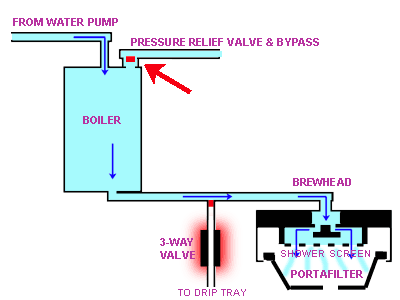 FROM WATER PUMP
PRESSURE RELIEF VALVE & BYPASS
BOILER
BREWHEAD
3-WAY
VALVE
SHOWER SCREEN
PORTAFILTER
TO DRIP TRAY